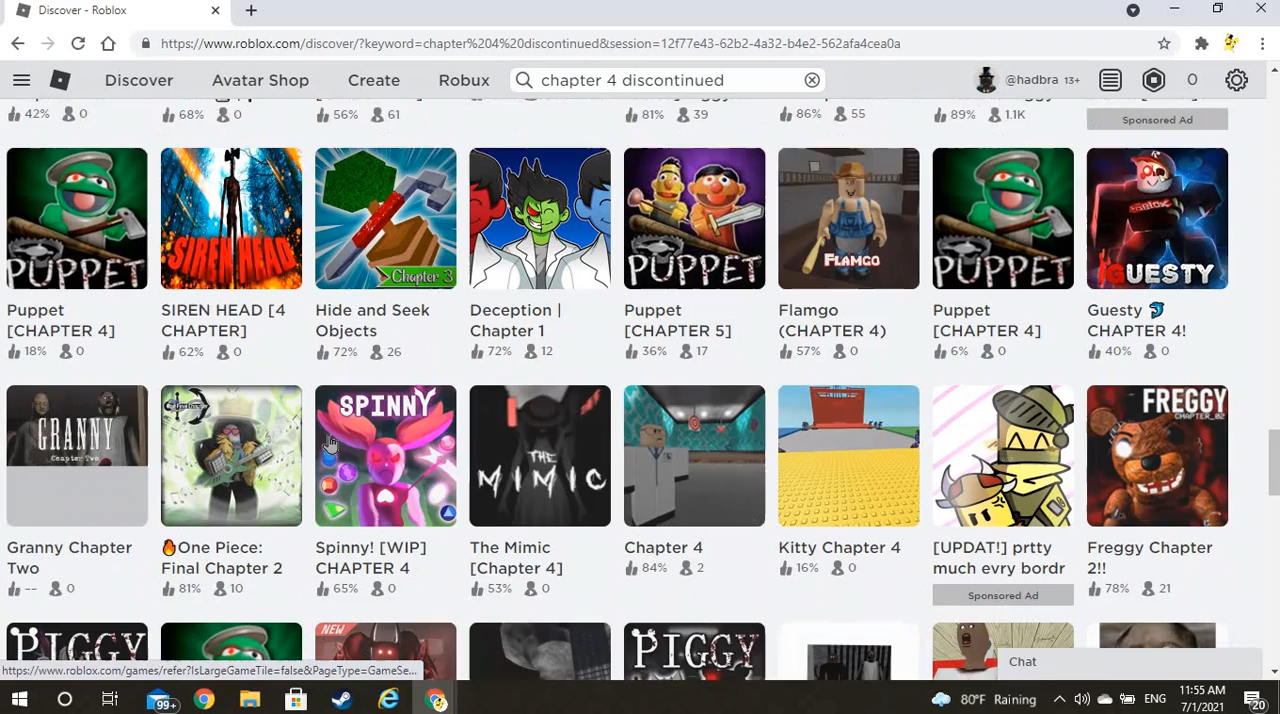 Discover - Roblox
https://www.roblox.com/discover/?keyword=chapter%204%20discontinued&session=12f77e43-62b2-4a32-b4e2-562afa4cea0a
Discover Avatar Shop Create Robux chapter 4 discontinued @hadbra 13+ 0
42% 0 68% 0 56% 61 81% 39 86% 55 89% 1.1K
Sponsored Ad
PUPPET SIREN HEAD Chapter 3 PUPPET FLAMGO PUPPET ROBLOX GUESTY
Puppet SIREN HEAD [4 Hide and Seek Deception | Puppet Flamgo Puppet Guesty
[CHAPTER 4] CHAPTER] Objects Chapter 1 [CHAPTER 5] (CHAPTER 4) [CHAPTER 4] CHAPTER 4!
18% 0 62% 0 72% 26 72% 12 36% 17 57% 0 6% 0 40% 0
GRANNY SPINNY THE FREGGY
Chapter Two MIMIC CHAPTER_02
Granny Chapter 🔥One Piece: Spinny! [WIP] The Mimic Chapter 4 Kitty Chapter 4 [UPDAT!] prtty Freggy Chapter
Two Final Chapter 2 CHAPTER 4 [Chapter 4] 84% 2 16% 0 much evry bordr 2!!
-- 0 81% 10 65% 0 53% 0 Sponsored Ad 78% 21
PIGGY NEW PIGGY
Chat
https://www.roblox.com/games/refer?IsLargeGameTile=false&PageType=GameSe...
99+ 80°F Raining ENG 11:55 AM
7/1/2021 20